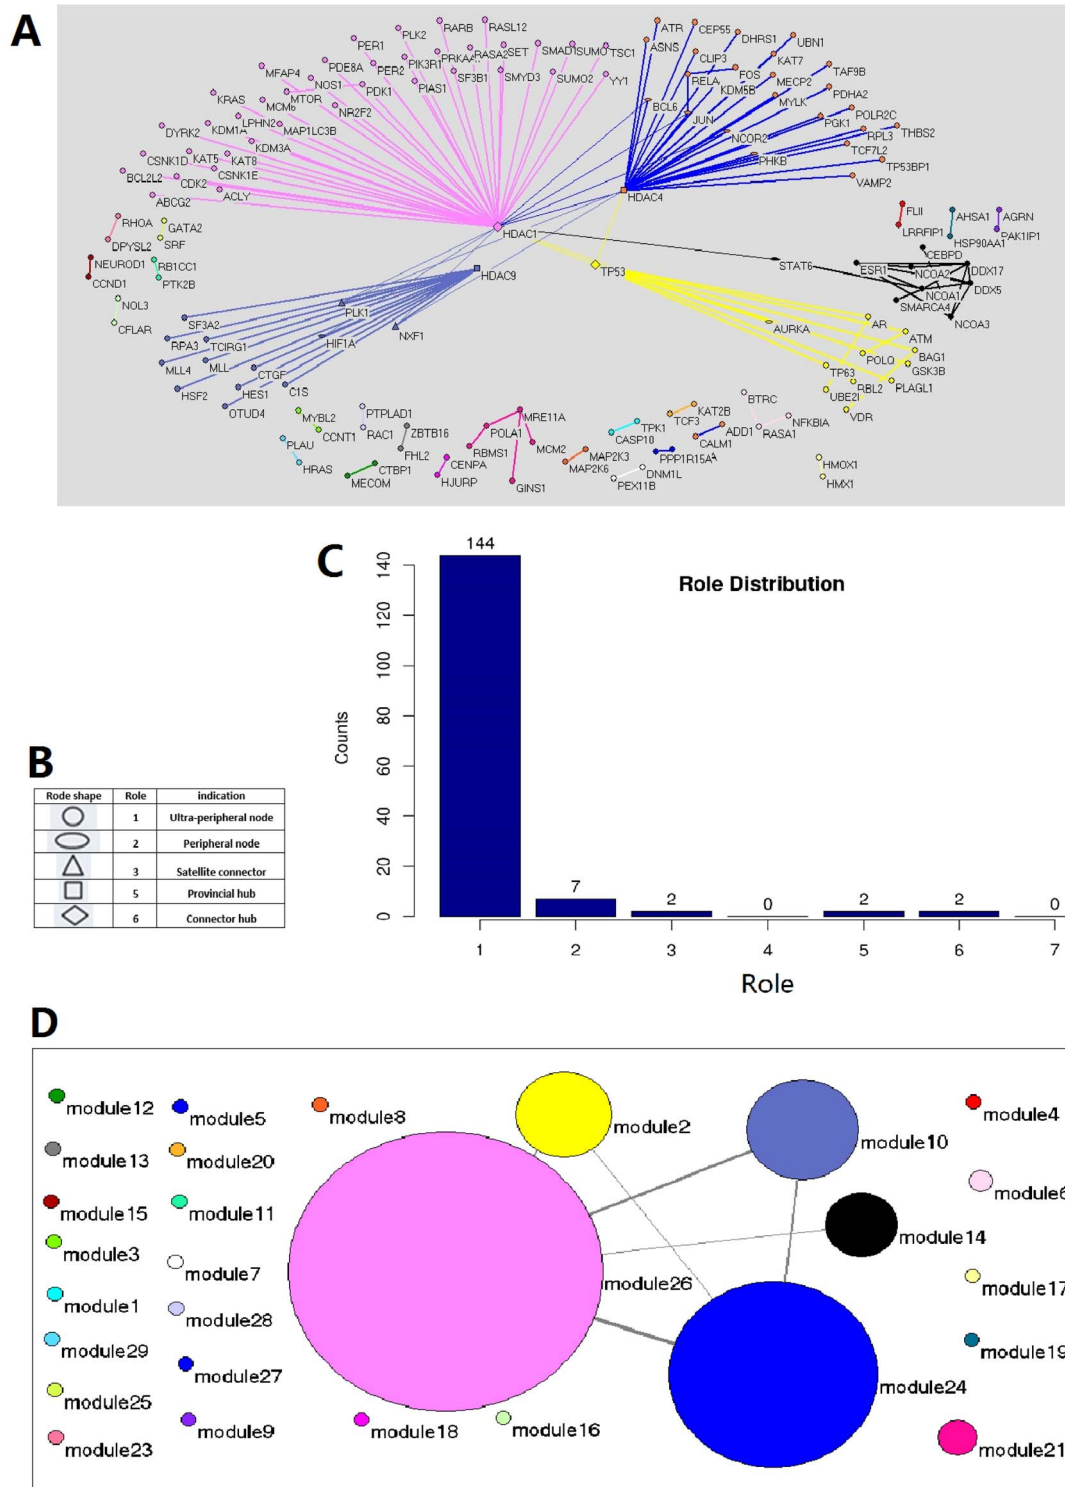 A
PLK2
RARB
RASL12
ATR
CEP55
PER1
PRKAA
RASA2
SET
SMAD1
SUMO
TSC1
ASNS
DHRS1
UBN1
PDE8A
PER2
PIK3R1
CLIP3
KAT7
MFAP4
NOS1
PDK1
PIAS1
SF3B1
SMYD3
SUMO2
YY1
RELA
FOS
MECP2
TAF9B
KRAS
MCM6
MTOR
NR2F2
BCL6
KDM5B
MYLK
PDHA2
LPHN2
JUN
PGK1
POLR2C
DYRK2
KDM1A
MAP1LC3B
NCOR2
RPL3
THBS2
KDM3A
PHKB
TCF7L2
CSNK1D
KAT5
KAT8
TP53BP1
BCL2L2
CDK2
CSNK1E
VAMP2
ABCG2
ACLY
HDAC4
RHOA
GATA2
HDAC1
FLII
AHSA1
AGRN
DPYSL2
SRF
LRRFIP1
HSP90AA1
PAK1IP1
NEUROD1
RB1CC1
HDAC9
TP53
STAT6
CEBPD
CCND1
PTK2B
ESR1
NCOA2
DDX17
NOL3
PLK1
NCOA1
DDX5
CFLAR
SF3A2
SMARCA4
RPA3
TCIRG1
HIF1A
NXF1
AURKA
AR
NCOA3
MLL4
MLL
CTGF
POLQ
ATM
HSF2
HES1
C1S
TP63
BAG1
OTUD4
GSK3B
MYBL2
PTPLAD1
UBE2I
RBL2
PLAGL1
CCNT1
RAC1
ZBTB16
MRE11A
KAT2B
BTRC
VDR
PLAU
FHL2
POLA1
TPK1
TCF3
ADD1
NFKBIA
HRAS
CTBP1
CENPA
RBMS1
MCM2
CASP10
CALM1
RASA1
MECOM
HJURP
GINS1
MAP2K3
PPP1R15A
MAP2K6
DNM1L
HMOX1
PEX11B
HMX1
C
Role Distribution
Counts
0
20
40
60
80
100
120
140
144
7
2
0
2
2
0
1
2
3
4
5
6
7
Role
B
Rode shape Role indication
1 Ultra-peripheral node
2 Peripheral node
3 Satellite connector
5 Provincial hub
6 Connector hub
D
module12
module5
module8
module2
module10
module4
module13
module20
module15
module11
module6
module3
module7
module14
module1
module28
module26
module17
module29
module27
module19
module25
module24
module23
module9
module18
module16
module21